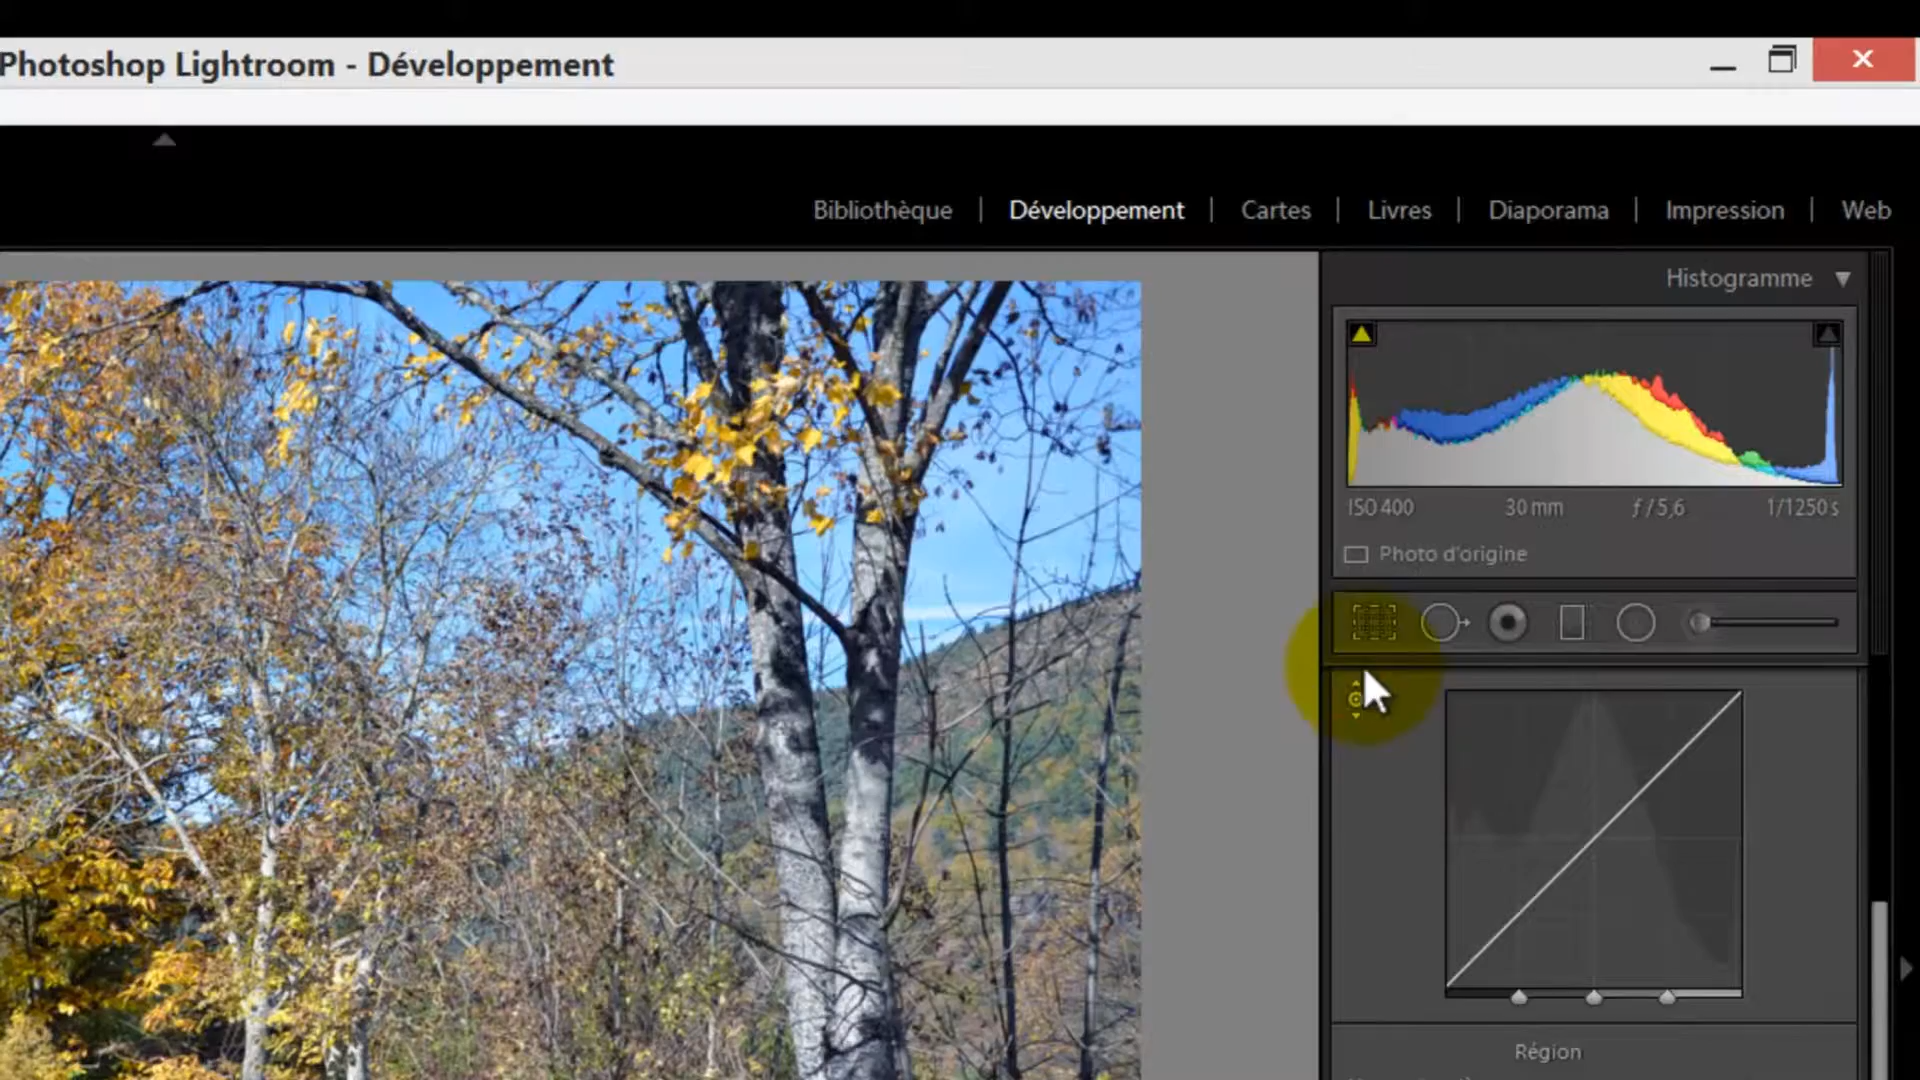 Photoshop Lightroom - Développement
Bibliothèque | Développement | Cartes | Livres | Diaporama | Impression | Web
Histogramme
ISO 400 30 mm ƒ / 5,6 1/1250 s
Photo d'origine
Région